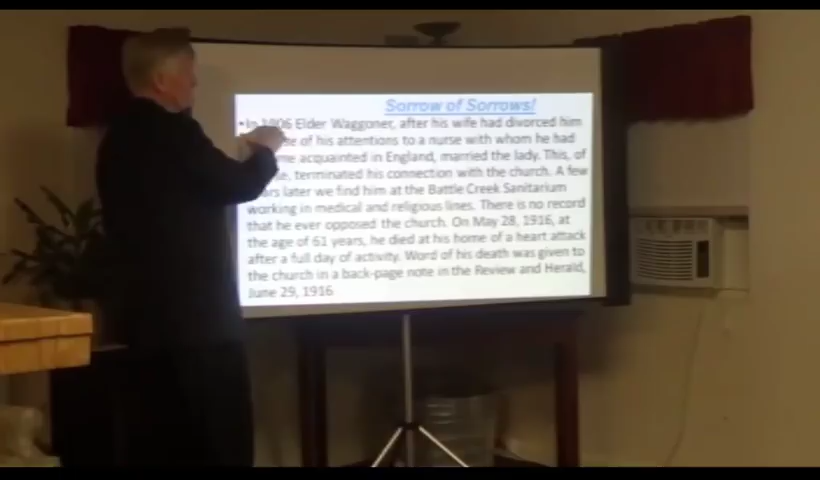 Sorrow of Sorrows!
• In 1906 Elder Waggoner, after his wife had divorced him
of his attentions to a nurse with whom he had
acquainted in England, married the lady. This, of
terminated his connection with the church. A few
later we find him at the Battle Creek Sanitarium
working in medical and religious lines. There is no record
that he ever opposed the church. On May 28, 1916, at
the age of 61 years, he died at his home of a heart attack
after a full day of activity. Word of his death was given to
the church in a back-page note in the Review and Herald,
June 29, 1916